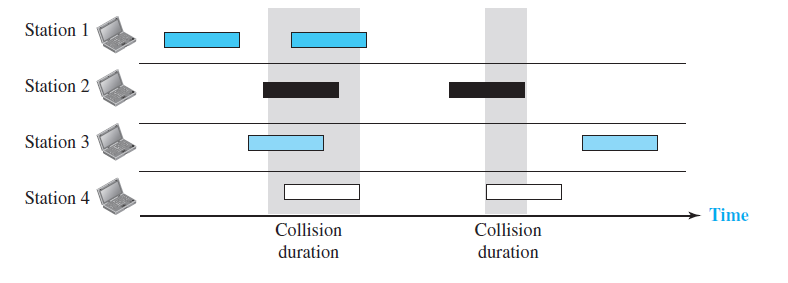 Station 1
Station 2
Station 3
Station 4
Time
Collision
duration
Collision
duration